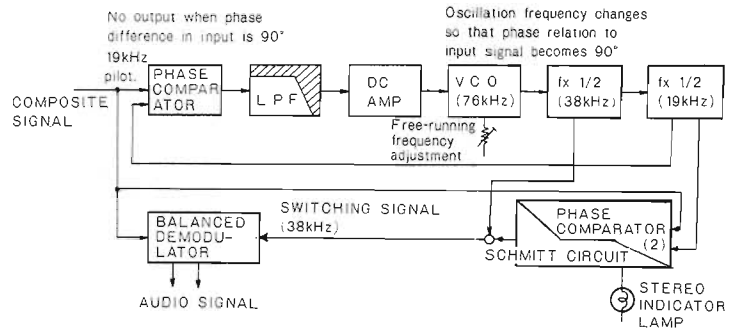 No output when phase
difference in input is 90°
19kHz
pilot.
COMPOSITE
SIGNAL
PHASE
COMPAR-
ATOR
LPF
DC
AMP
Oscillation frequency changes
so that phase relation to
input signal becomes 90°
VCO
(76kHz)
fx 1/2
(38kHz)
fx 1/2
(19kHz)
Free-running
frequency
adjustment
BALANCED
DEMODU-
LATOR
SWITCHING SIGNAL
(38kHz)
PHASE
COMPARATOR
(2)
SCHMITT CIRCUIT
AUDIO SIGNAL
STEREO
INDICATOR
LAMP